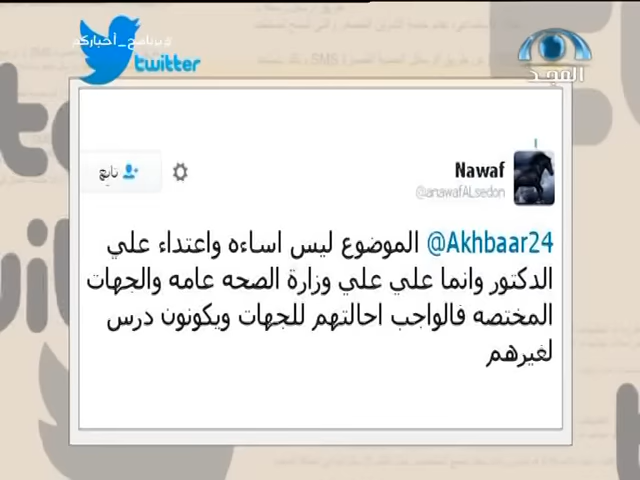 #برنامج_أخباركم
twitter
المجد
Nawaf
@anawafALsedon
تابع
@Akhbaar24 الموضوع ليس اساءه واعتداء علي
الدكتور وانما علي علي وزارة الصحه عامه والجهات
المختصه فالواجب احالتهم للجهات ويكونون درس
لغيرهم